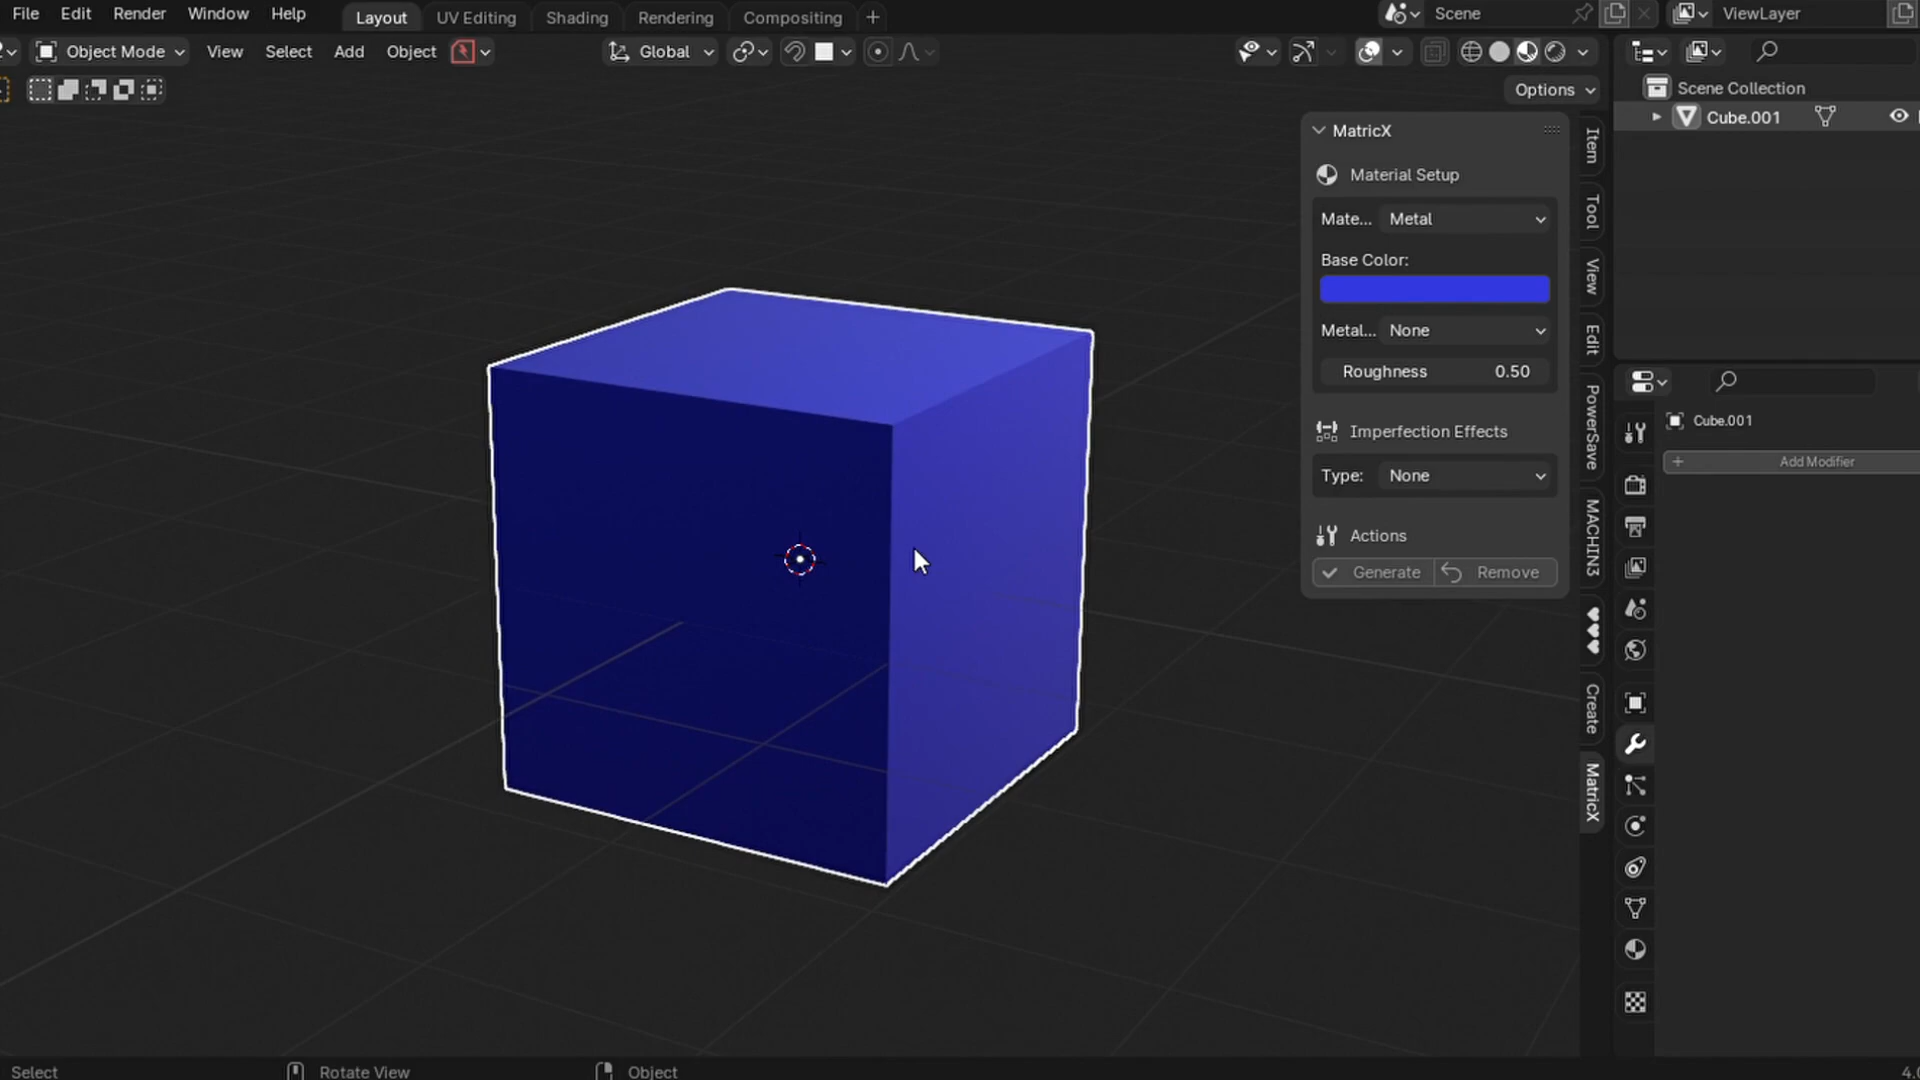 File Edit Render Window Help Layout UV Editing Shading Rendering Compositing + Scene ViewLayer
Object Mode View Select Add Object Global
Options
Scene Collection
Cube.001
MatricX
Material Setup
Mate... Metal
Base Color:
Metal... None
Roughness 0.50
Imperfection Effects
Type: None
Actions
Generate Remove
Item
Tool
View
Edit
PowerSave
MACHIN3
Create
MatricX
Cube.001
+ Add Modifier
Select Rotate View Object 4.0